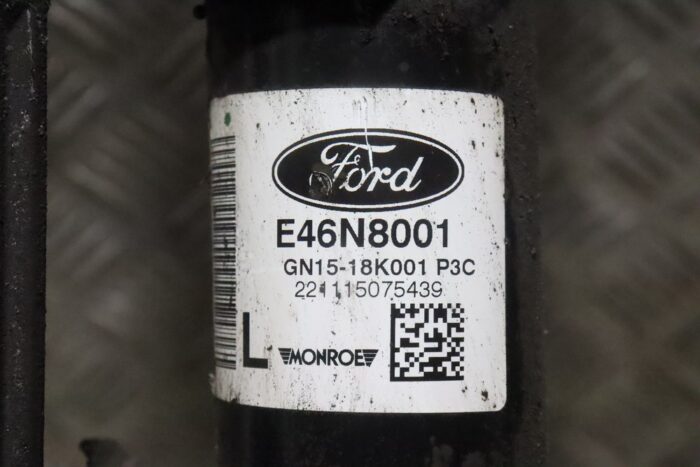 Ford
E46N8001
GN15-18K001 P3C
221115075439
L
MONROE